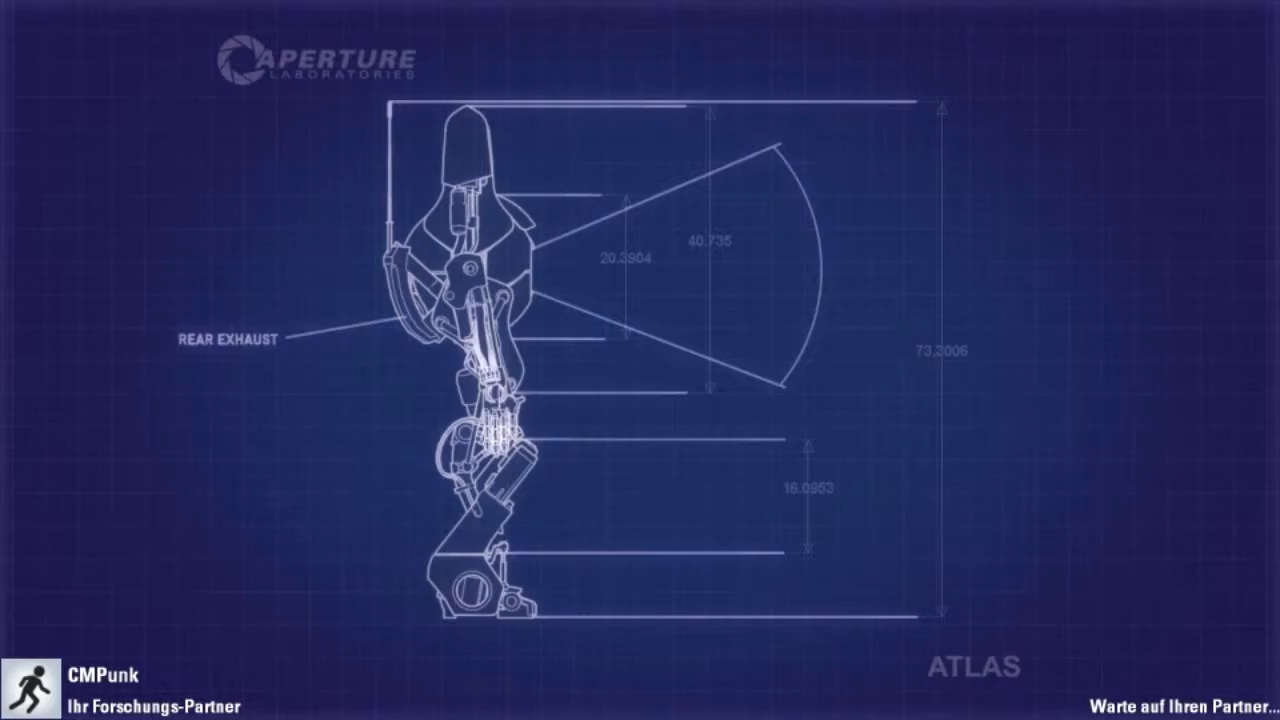 APERTURE
LABORATORIES
40.735
20.3904
REAR EXHAUST
73.3006
16.0953
ATLAS
CMPunk
Ihr Forschungs-Partner
Warte auf Ihren Partner...